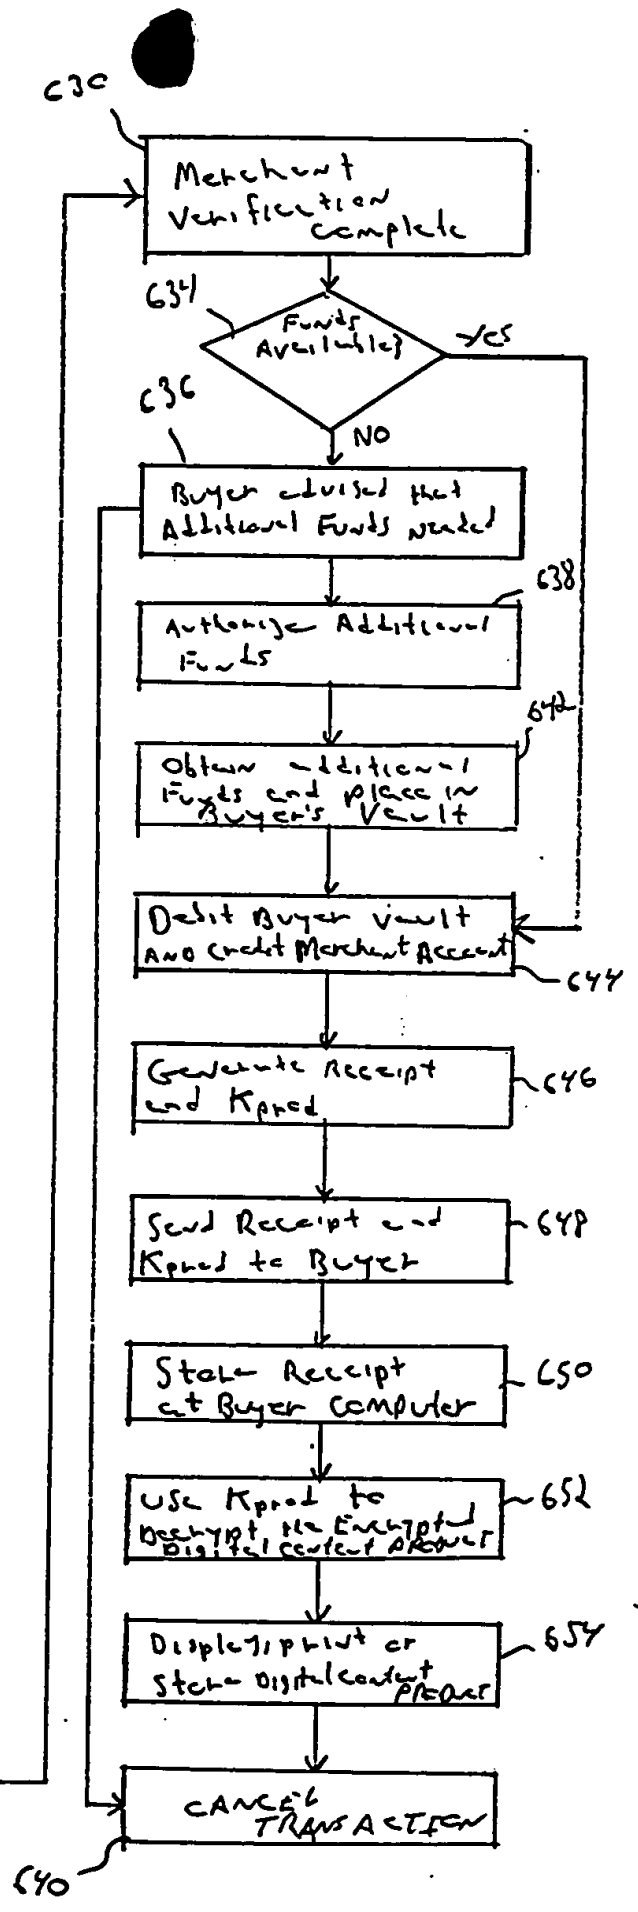 630
Merchant
Verification
complete
634
Funds
Available?
Yes
636
NO
Buyer advised that
Additional Funds needed
638
Authorize Additional
Funds
642
Obtain additional
Funds and place in
Buyer's Vault
Debit Buyer Vault
AND Credit Merchant Account
644
Generate Receipt
and Kprod
646
Send Receipt and
Kprod to Buyer
648
Store Receipt
at Buyer Computer
650
Use Kprod to
Decrypt the Encrypted
Digital Content PRODUCT
652
Display, print or
Store Digital Content
PRODUCT
654
CANCEL
TRANSACTION
640